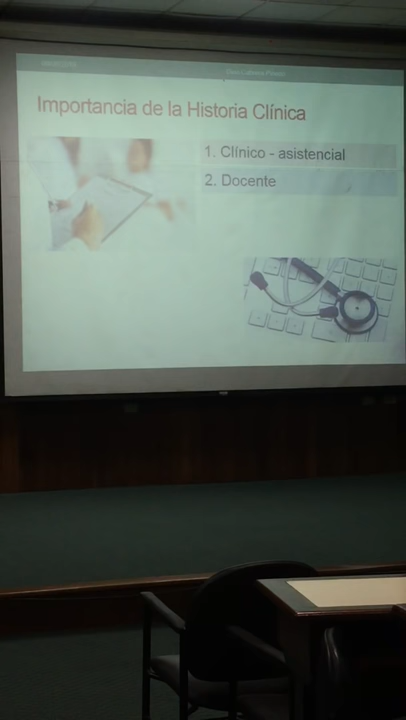 Importancia de la Historia Clínica
1. Clínico - asistencial
2. Docente